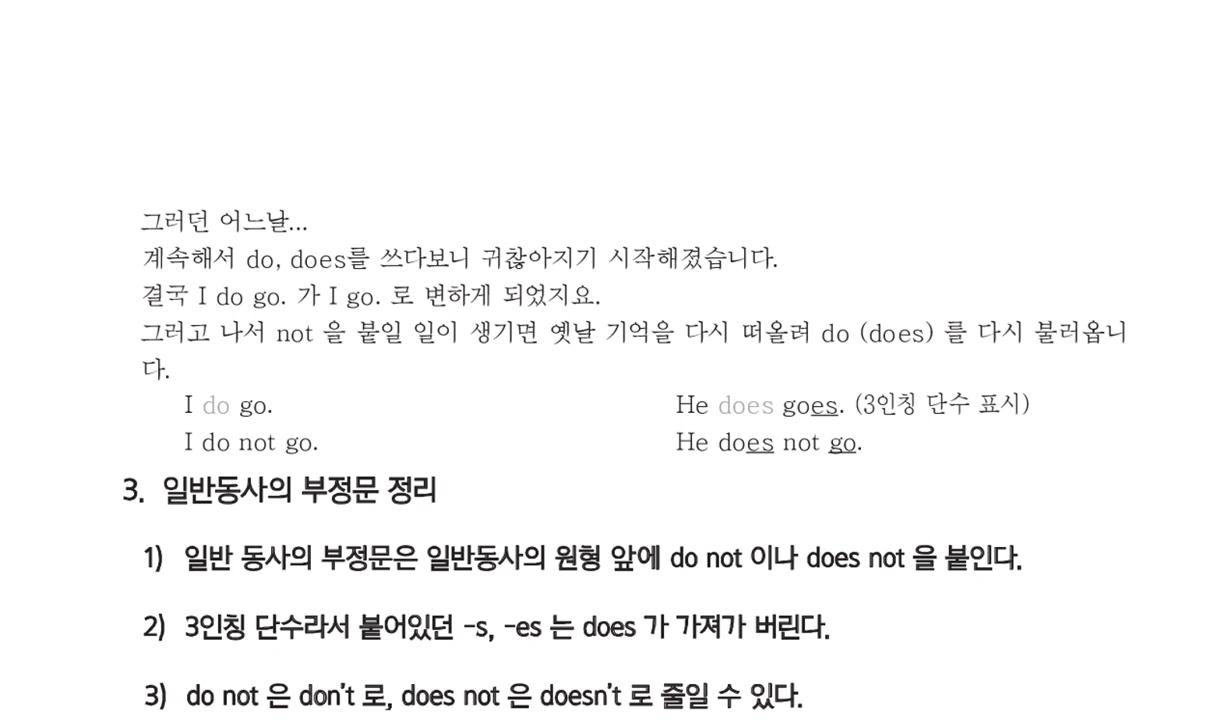 그러던 어느날...
계속해서 do, does를 쓰다보니 귀찮아지기 시작해졌습니다.
결국 I do go. 가 I go. 로 변하게 되었지요.
그러고 나서 not 을 붙일 일이 생기면 옛날 기억을 다시 떠올려 do (does) 를 다시 불러옵니
다.
I do go. He does goes. (3인칭 단수 표시)
I do not go. He does not go.
3. 일반동사의 부정문 정리
1) 일반 동사의 부정문은 일반동사의 원형 앞에 do not 이나 does not 을 붙인다.
2) 3인칭 단수라서 붙어있던 -s, -es 는 does 가 가져가 버린다.
3) do not 은 don't 로, does not 은 doesn't 로 줄일 수 있다.